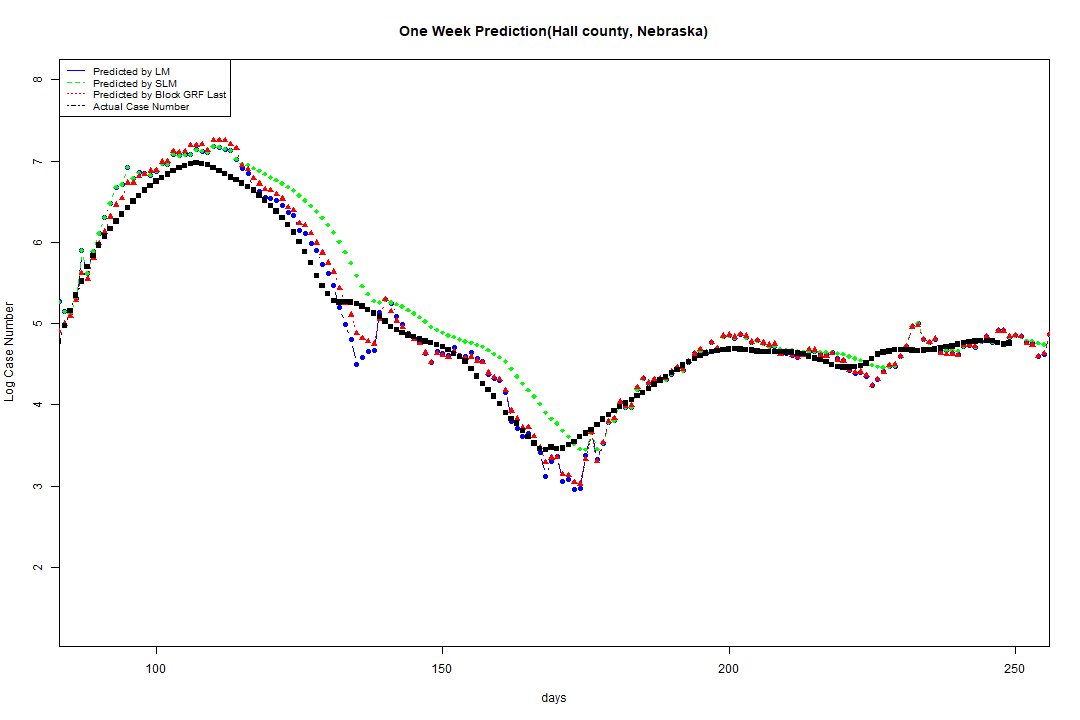 One Week Prediction(Hall county, Nebraska)
Predicted by LM
Predicted by SLM
Predicted by Block GRF Last
Actual Case Number
8
7
6
5
4
3
2
Log Case Number
100 150 200 250
days